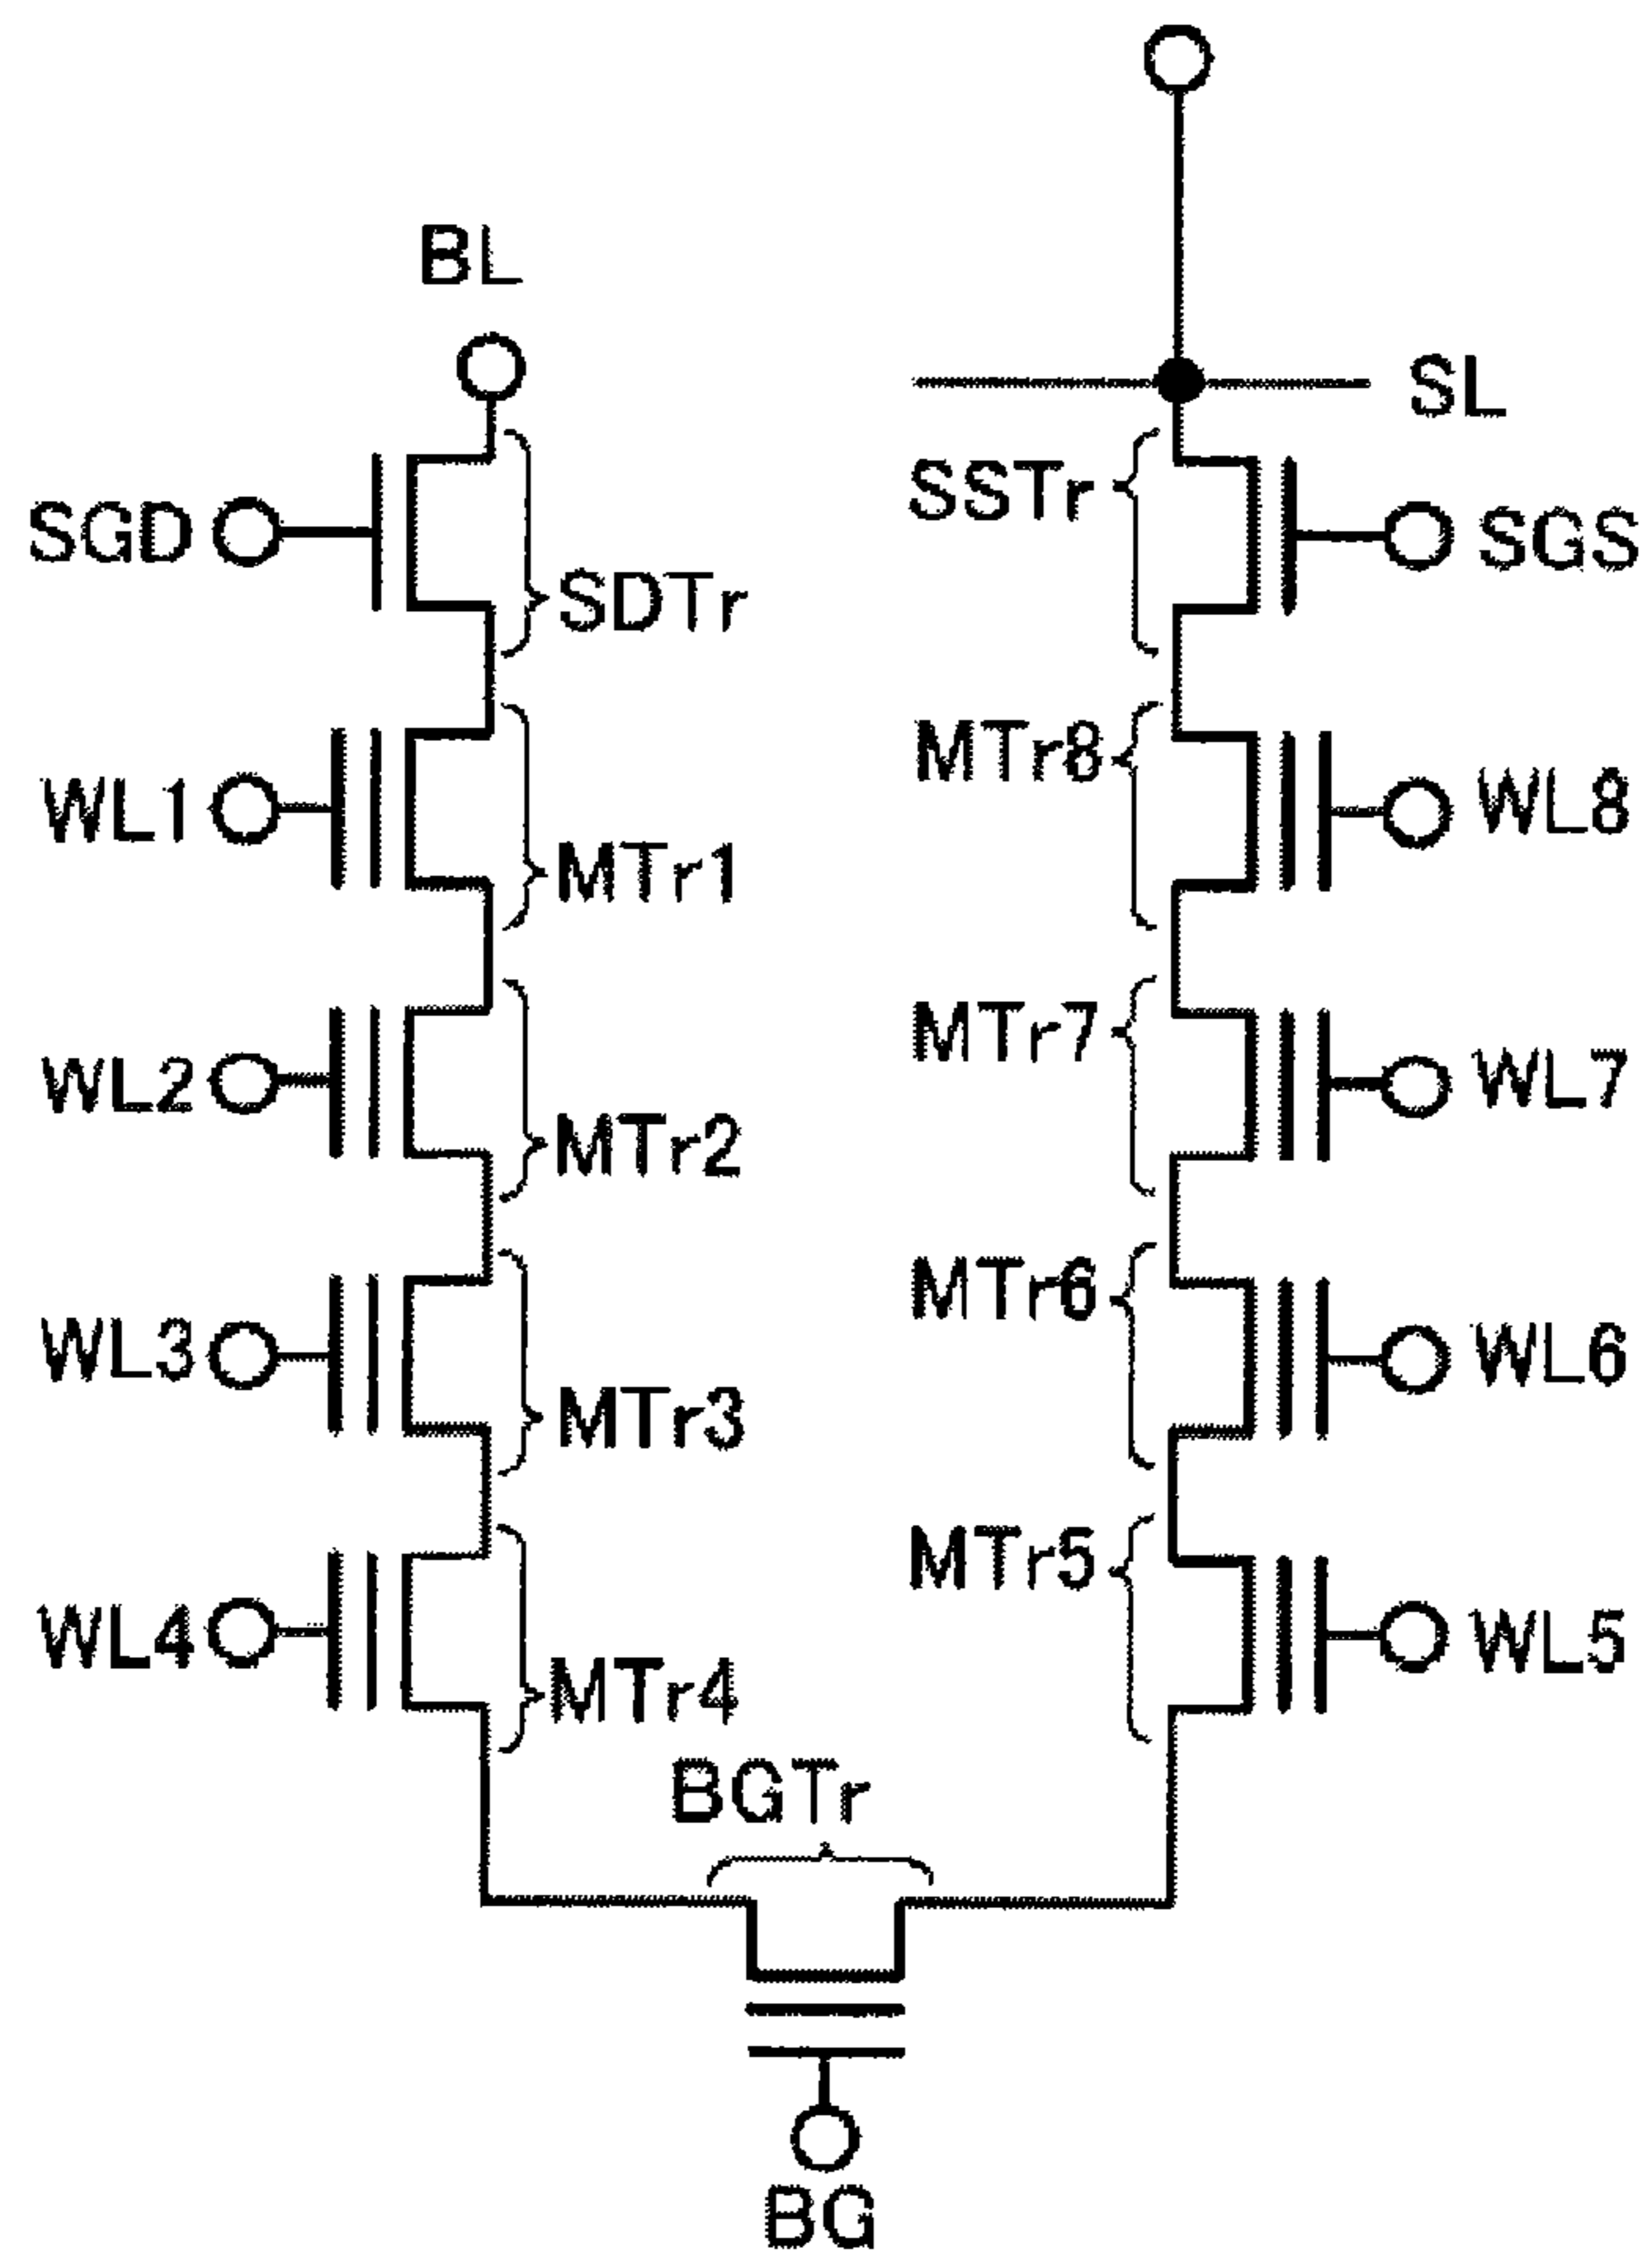 BL
SL
SGD
SDTr
SSTr
SGS
WL1
MTr1
MTr8
WL8
WL2
MTr2
MTr7
WL7
WL3
MTr3
MTr6
WL6
WL4
MTr4
MTr5
WL5
BGTr
BG